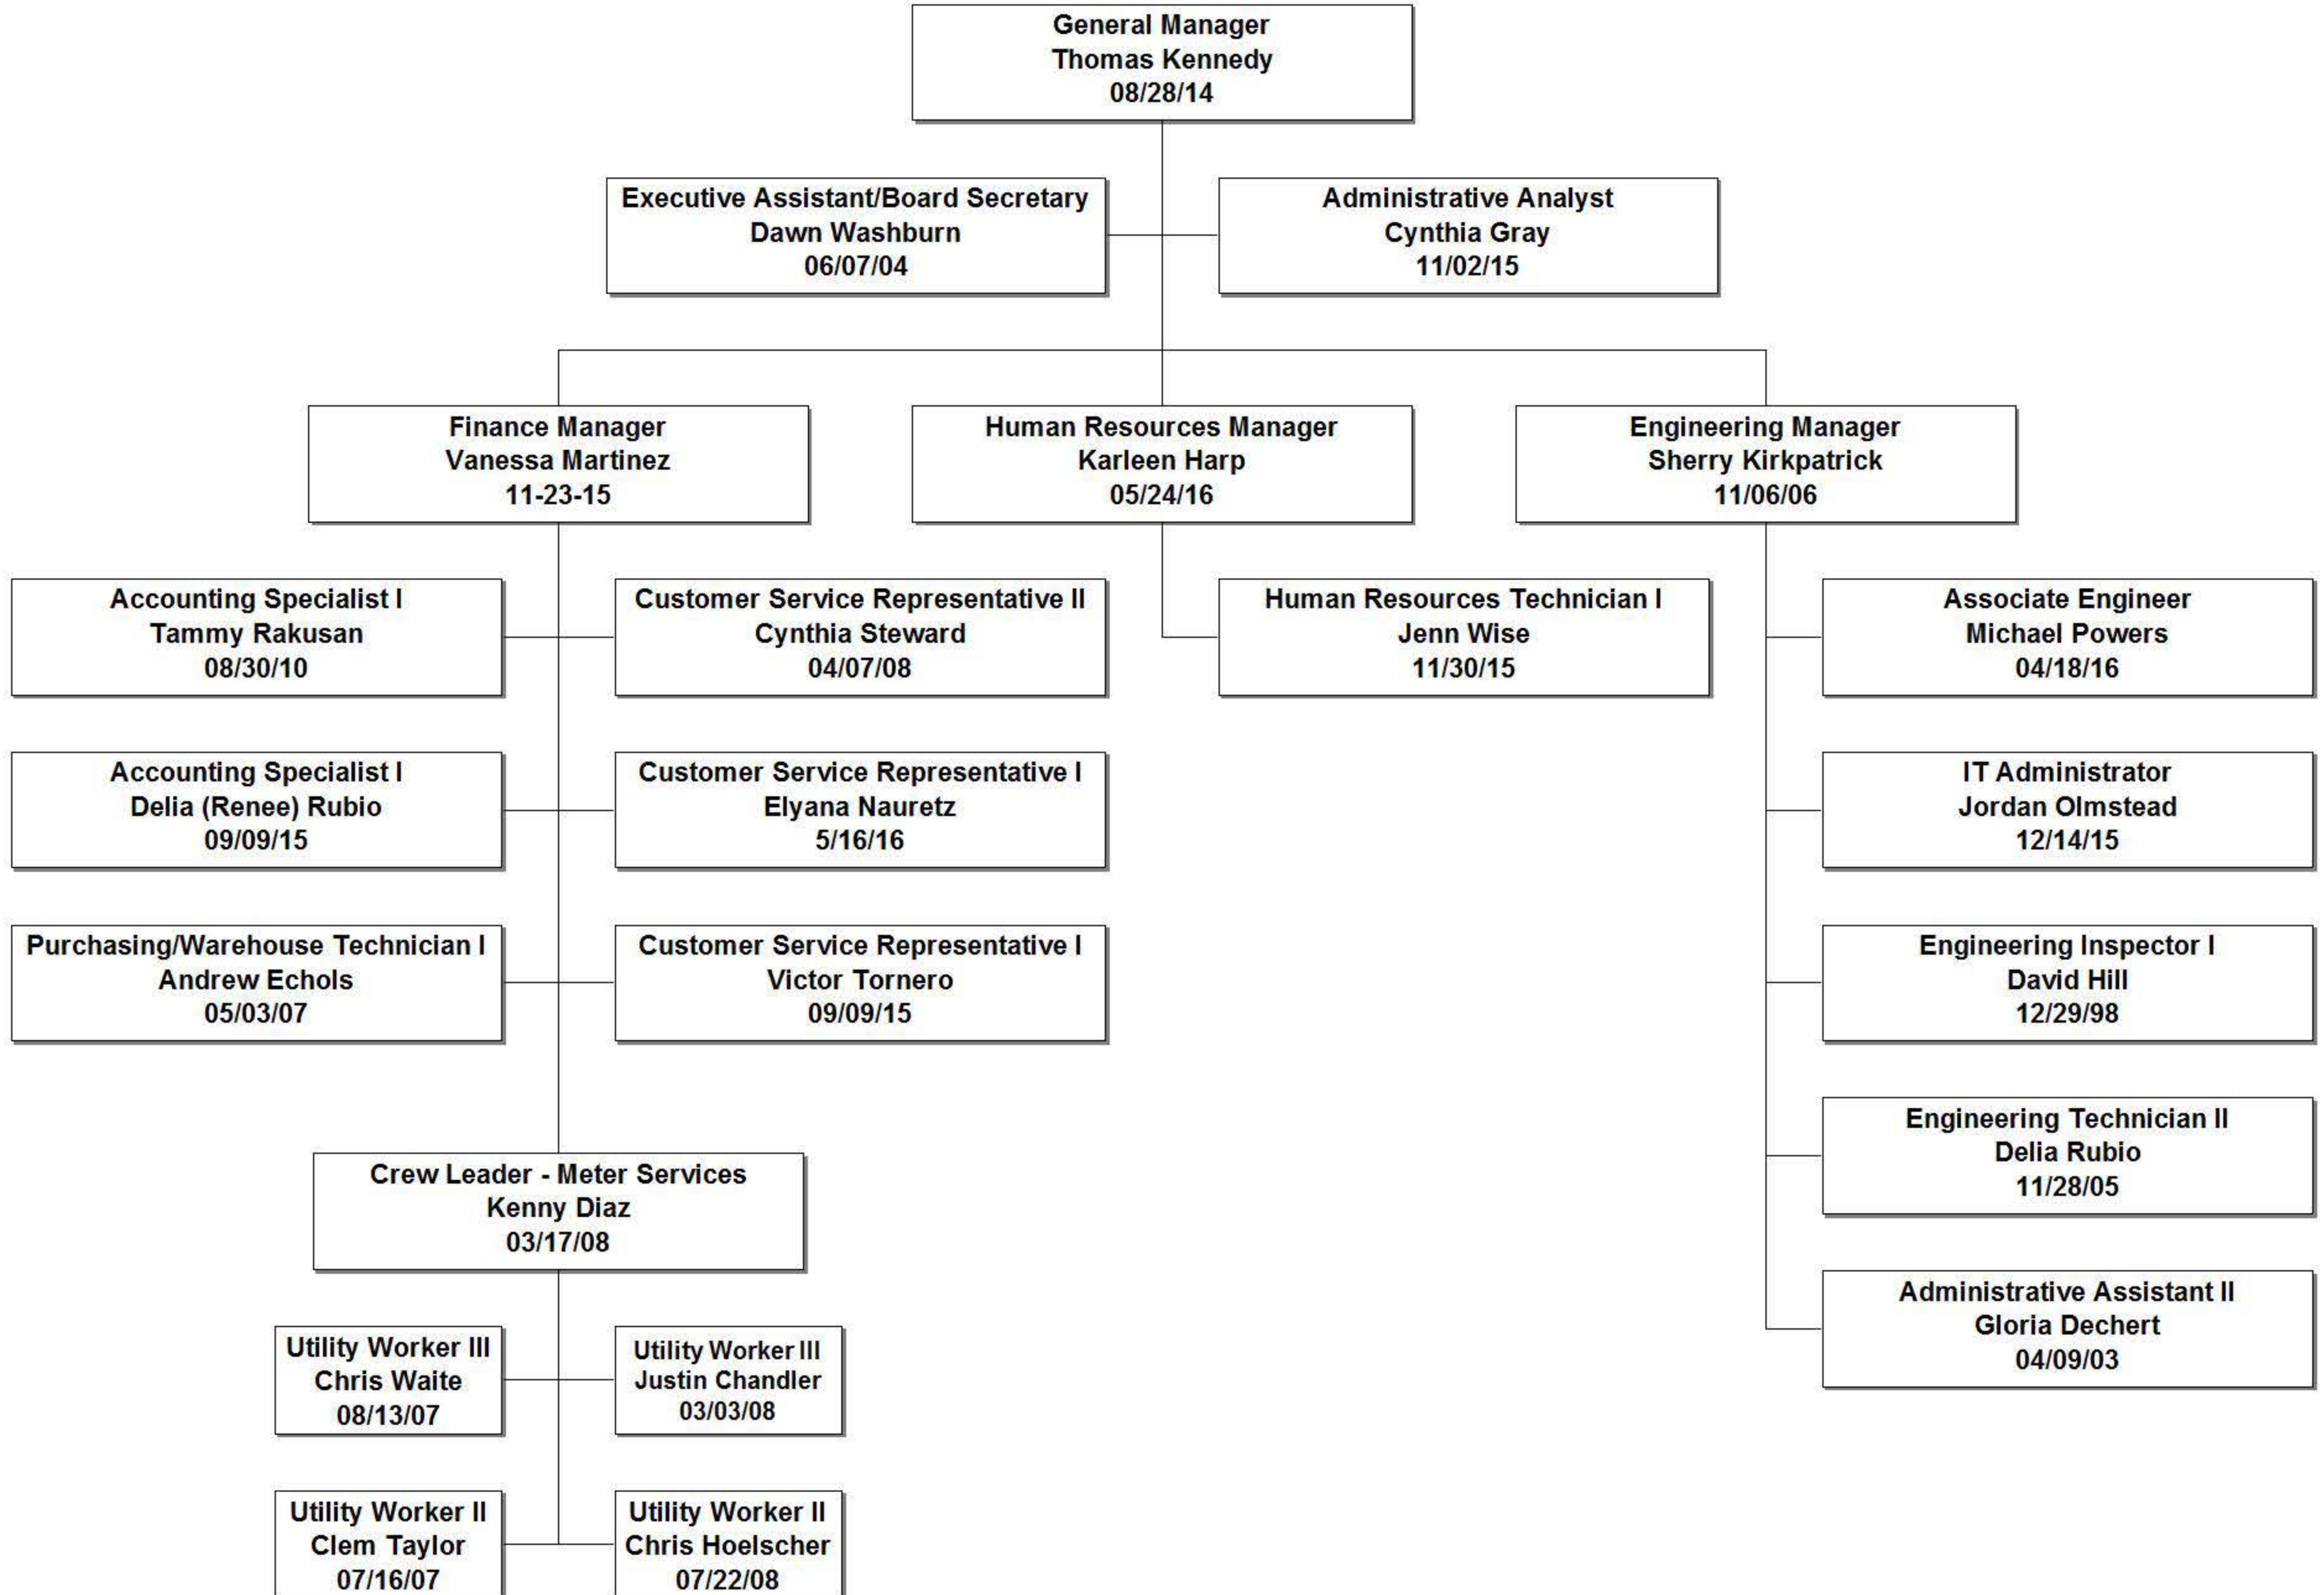 General Manager
Thomas Kennedy
08/28/14
Executive Assistant/Board Secretary
Dawn Washburn
06/07/04
Administrative Analyst
Cynthia Gray
11/02/15
Finance Manager
Vanessa Martinez
11-23-15
Human Resources Manager
Karleen Harp
05/24/16
Engineering Manager
Sherry Kirkpatrick
11/06/06
Accounting Specialist I
Tammy Rakusan
08/30/10
Customer Service Representative II
Cynthia Steward
04/07/08
Human Resources Technician I
Jenn Wise
11/30/15
Associate Engineer
Michael Powers
04/18/16
Accounting Specialist I
Delia (Renee) Rubio
09/09/15
Customer Service Representative I
Elyana Nauretz
5/16/16
IT Administrator
Jordan Olmstead
12/14/15
Purchasing/Warehouse Technician I
Andrew Echols
05/03/07
Customer Service Representative I
Victor Tornero
09/09/15
Engineering Inspector I
David Hill
12/29/98
Engineering Technician II
Delia Rubio
11/28/05
Crew Leader - Meter Services
Kenny Diaz
03/17/08
Administrative Assistant II
Gloria Dechert
04/09/03
Utility Worker III
Chris Waite
08/13/07
Utility Worker III
Justin Chandler
03/03/08
Utility Worker II
Clem Taylor
07/16/07
Utility Worker II
Chris Hoelscher
07/22/08